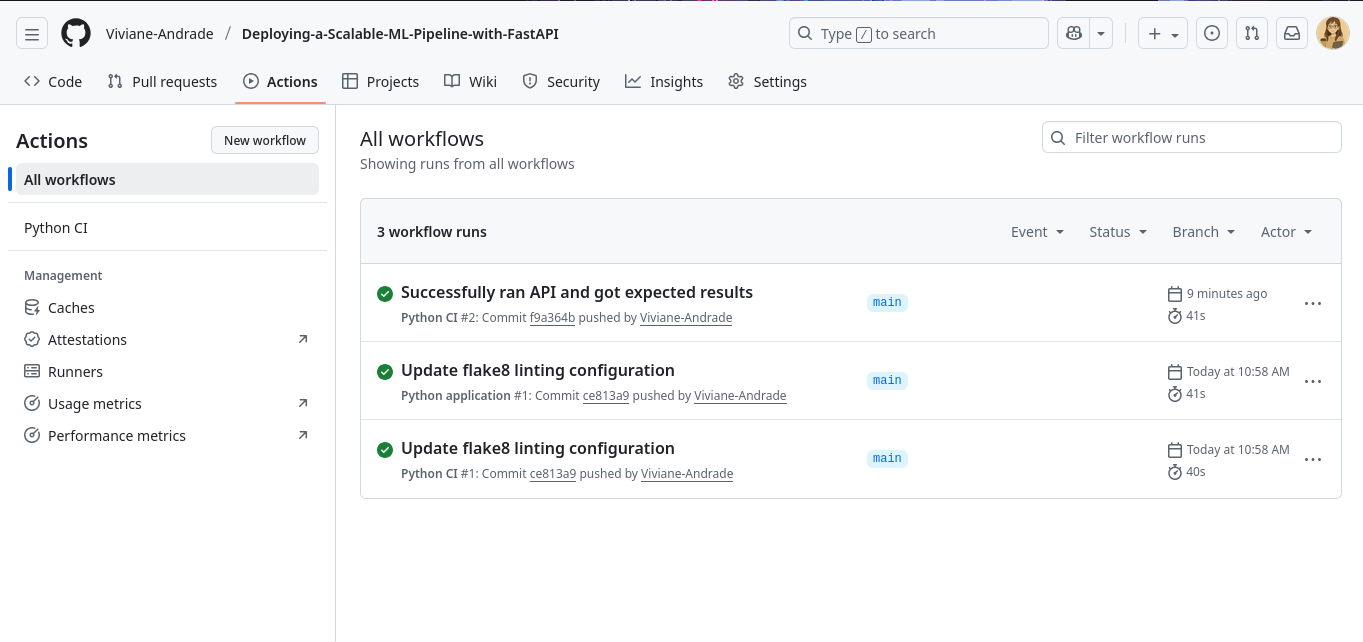 Viviane-Andrade / Deploying-a-Scalable-ML-Pipeline-with-FastAPI
Type / to search
Code
Pull requests
Actions
Projects
Wiki
Security
Insights
Settings
Actions
New workflow
All workflows
Python CI
Management
Caches
Attestations
Runners
Usage metrics
Performance metrics
All workflows
Showing runs from all workflows
Filter workflow runs
3 workflow runs
Event
Status
Branch
Actor
Successfully ran API and got expected results
Python CI #2: Commit f9a364b pushed by Viviane-Andrade
main
9 minutes ago
41s
Update flake8 linting configuration
Python application #1: Commit ce813a9 pushed by Viviane-Andrade
main
Today at 10:58 AM
41s
Update flake8 linting configuration
Python CI #1: Commit ce813a9 pushed by Viviane-Andrade
main
Today at 10:58 AM
40s